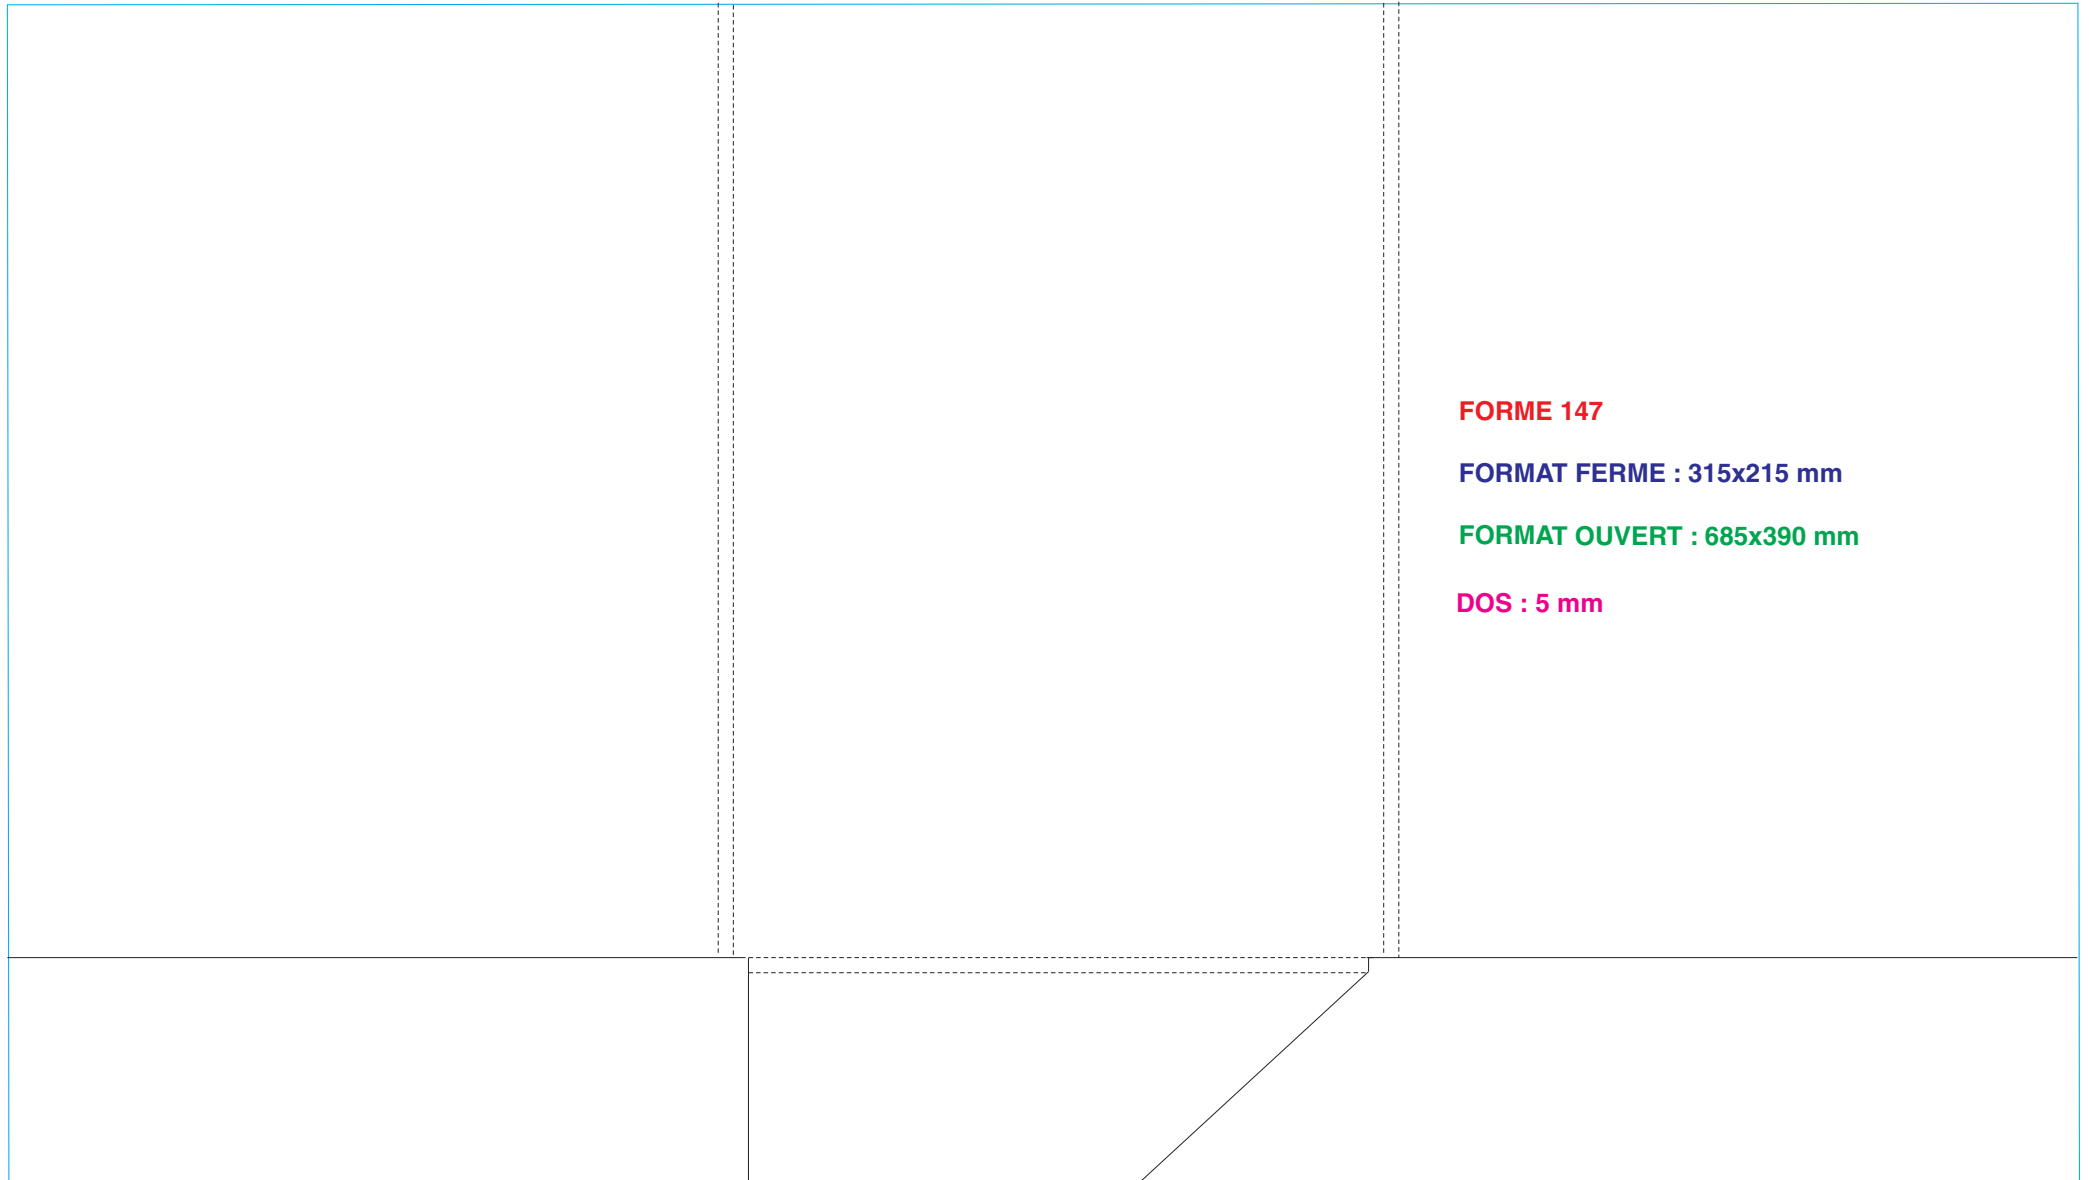 FORME 147
FORMAT FERME : 315x215 mm
FORMAT OUVERT : 685x390 mm
DOS : 5 mm